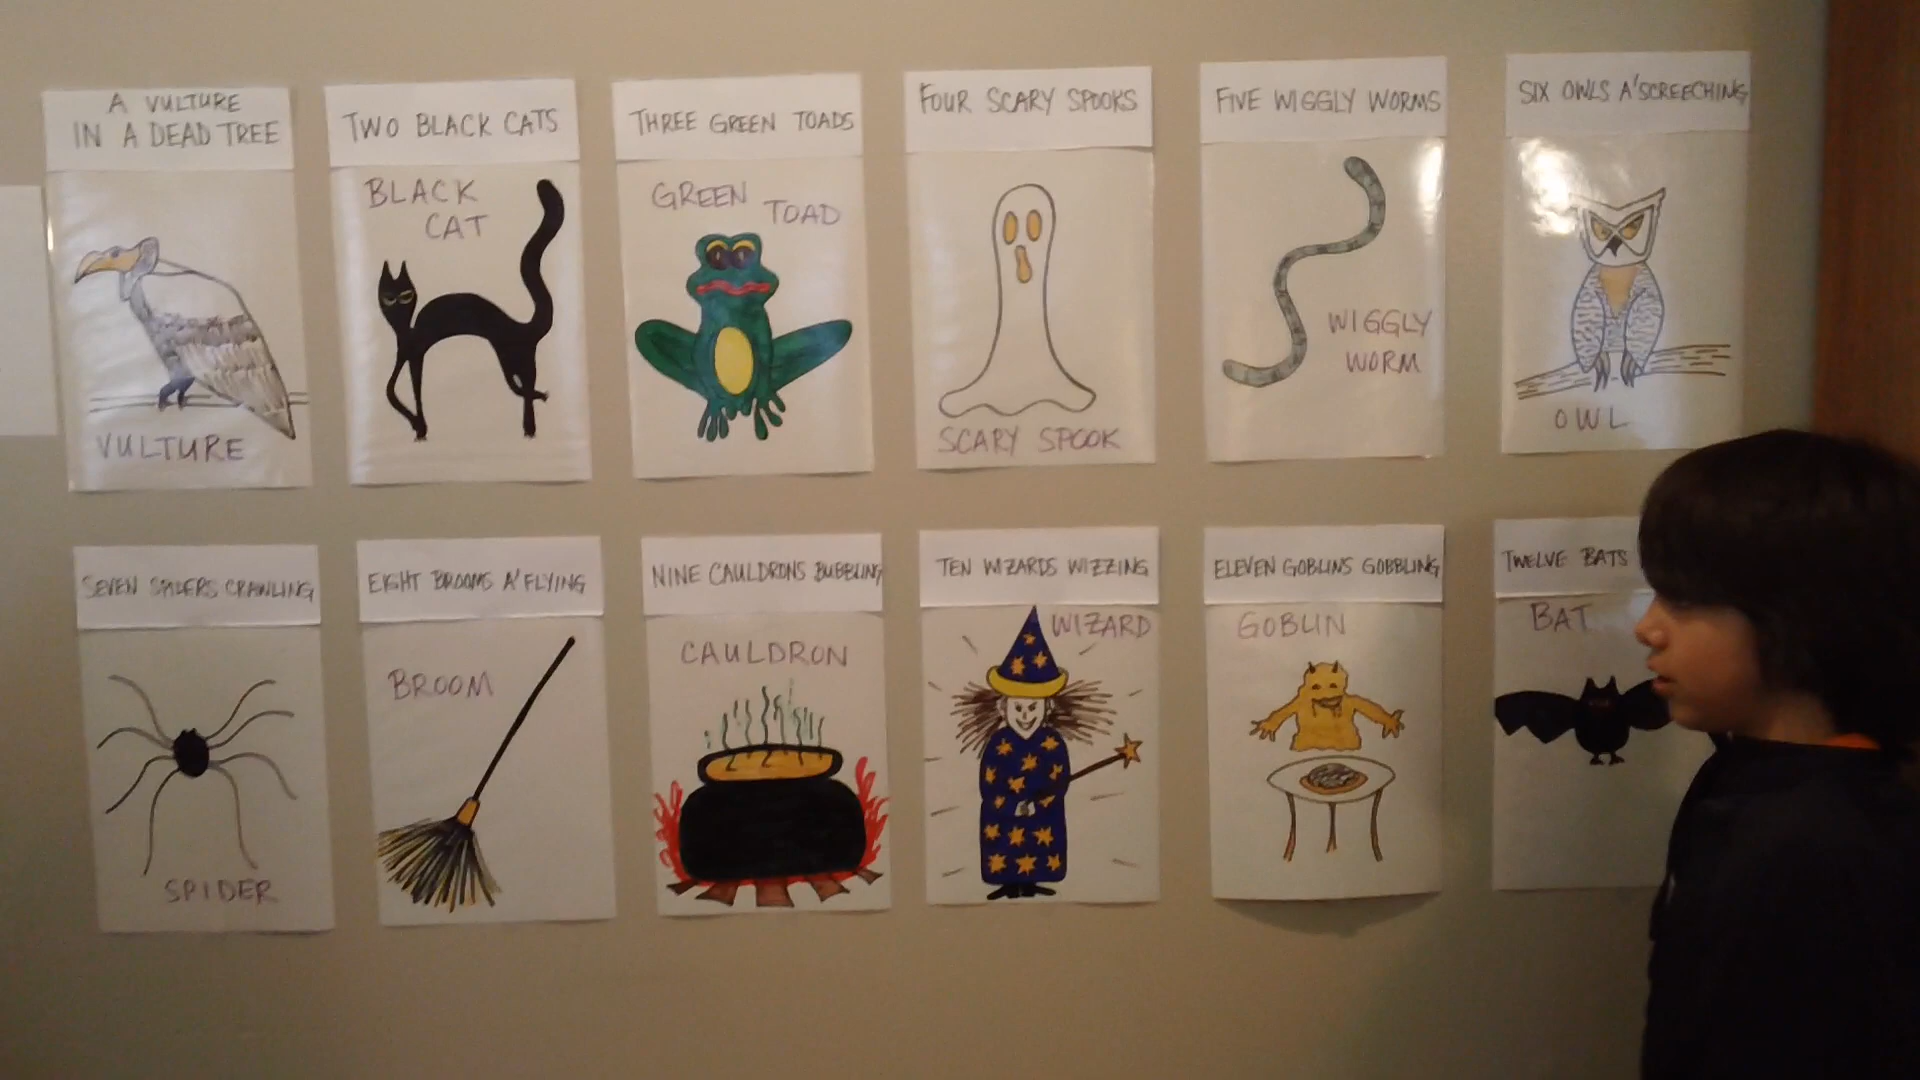 A VULTURE
IN A DEAD TREE
VULTURE
TWO BLACK CATS
BLACK
CAT
THREE GREEN TOADS
GREEN TOAD
FOUR SCARY SPOOKS
SCARY SPOOK
FIVE WIGGLY WORMS
WIGGLY
WORM
SIX OWLS A'SCREECHING
OWL
SEVEN SPIDERS CRAWLING
SPIDER
EIGHT BROOMS A'FLYING
BROOM
NINE CAULDRONS BUBBLING
CAULDRON
TEN WIZARDS WIZZING
WIZARD
ELEVEN GOBLINS GOBBLING
GOBLIN
TWELVE BATS
BAT